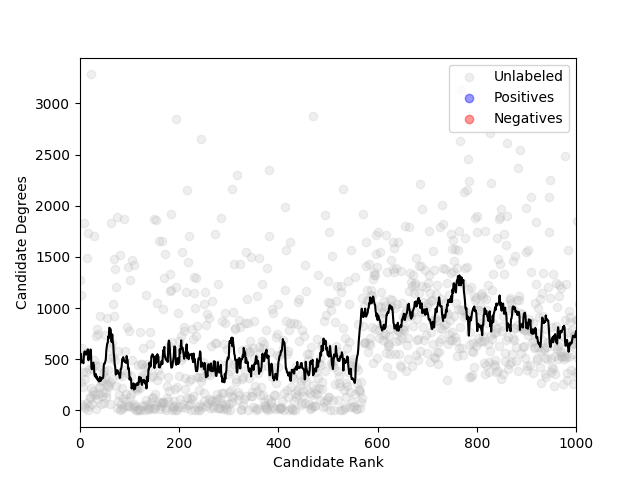 Unlabeled
Positives
Negatives
3000
2500
2000
1500
1000
500
0
Candidate Degrees
0 200 400 600 800 1000
Candidate Rank